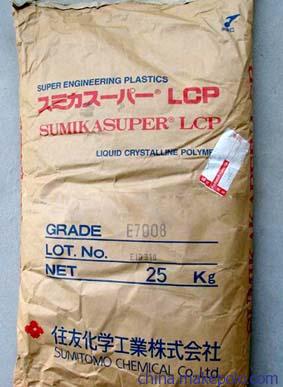 SUPER ENGINEERING PLASTICS
スミカスーパー® LCP
SUMIKASUPER® LCP
LIQUID CRYSTALLINE POLYME
GRADE E7008
LOT. No.
NET 25 Kg
住友化学工業株式会社
SUMITOMO CHEMICAL Co. Ltd
china.makepolo.com